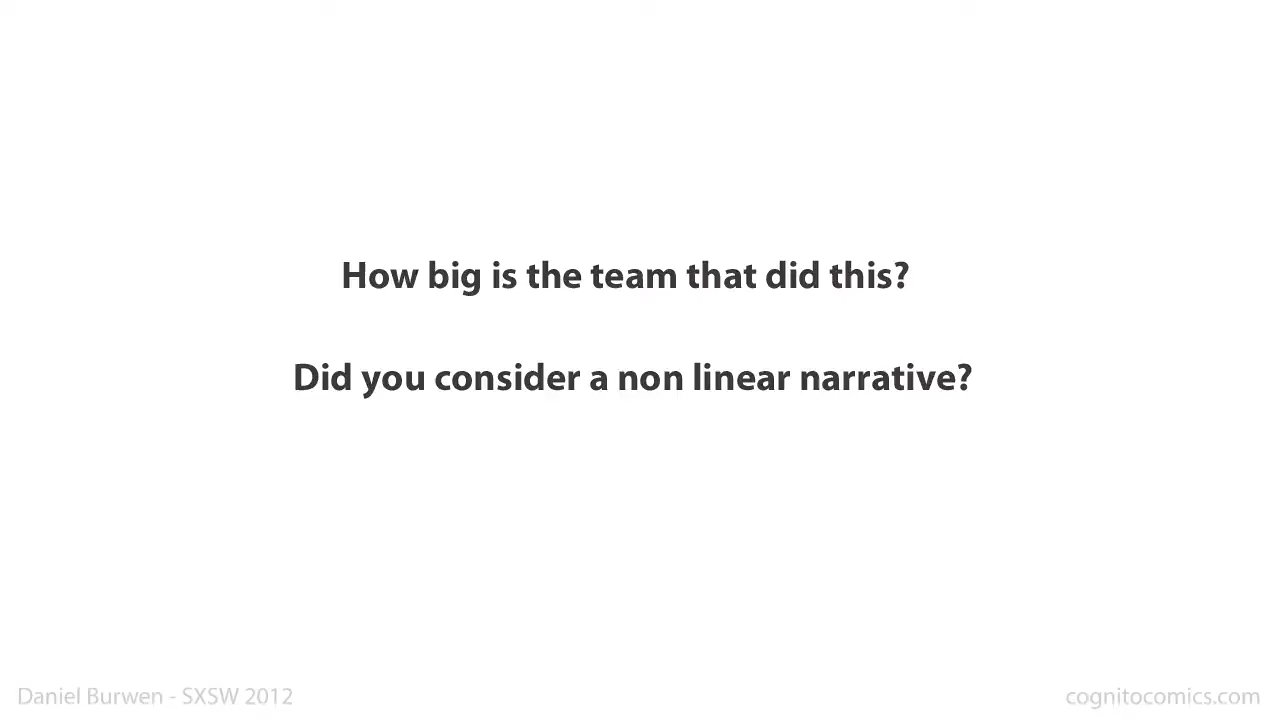 How big is the team that did this?
Did you consider a non linear narrative?
Daniel Burwen - SXSW 2012
cognitocomics.com